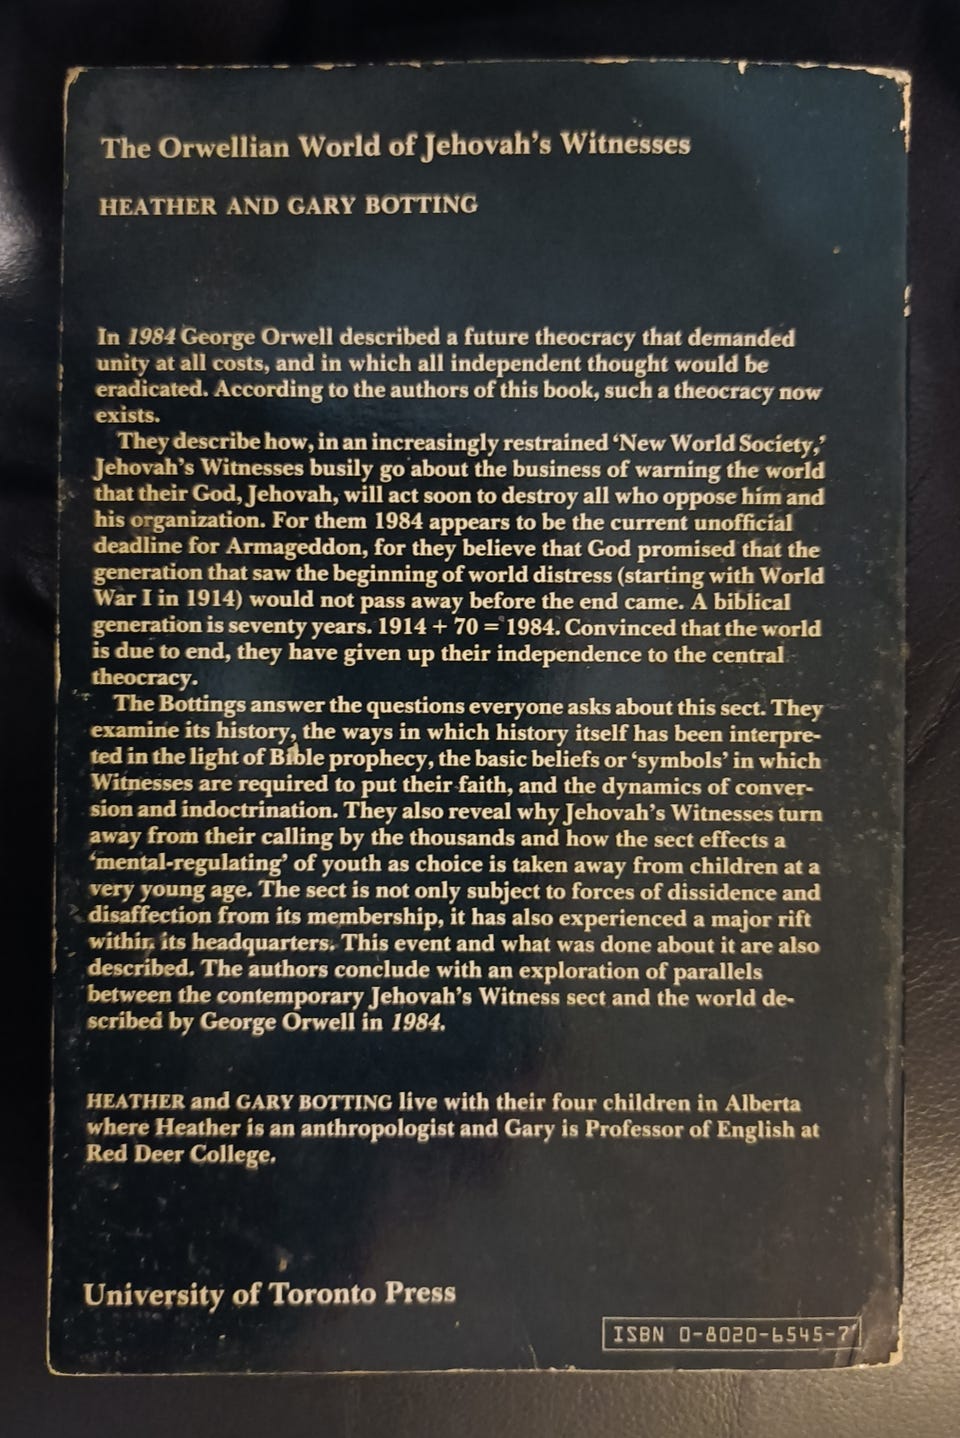 The Orwellian World of Jehovah's Witnesses
HEATHER AND GARY BOTTING
In 1984 George Orwell described a future theocracy that demanded
unity at all costs, and in which all independent thought would be
eradicated. According to the authors of this book, such a theocracy now
exists.
They describe how, in an increasingly restrained 'New World Society,'
Jehovah's Witnesses busily go about the business of warning the world
that their God, Jehovah, will act soon to destroy all who oppose him and
his organization. For them 1984 appears to be the current unofficial
deadline for Armageddon, for they believe that God promised that the
generation that saw the beginning of world distress (starting with World
War I in 1914) would not pass away before the end came. A biblical
generation is seventy years. 1914 + 70 = 1984. Convinced that the world
is due to end, they have given up their independence to the central
theocracy.
The Bottings answer the questions everyone asks about this sect. They
examine its history, the ways in which history itself has been interpre-
ted in the light of Bible prophecy, the basic beliefs or 'symbols' in which
Witnesses are required to put their faith, and the dynamics of conver-
sion and indoctrination. They also reveal why Jehovah's Witnesses turn
away from their calling by the thousands and how the sect effects a
'mental-regulating' of youth as choice is taken away from children at a
very young age. The sect is not only subject to forces of dissidence and
disaffection from its membership, it has also experienced a major rift
within its headquarters. This event and what was done about it are also
described. The authors conclude with an exploration of parallels
between the contemporary Jehovah's Witness sect and the world de-
scribed by George Orwell in 1984.
HEATHER and GARY BOTTING live with their four children in Alberta
where Heather is an anthropologist and Gary is Professor of English at
Red Deer College.
University of Toronto Press
ISBN 0-8020-6545-7